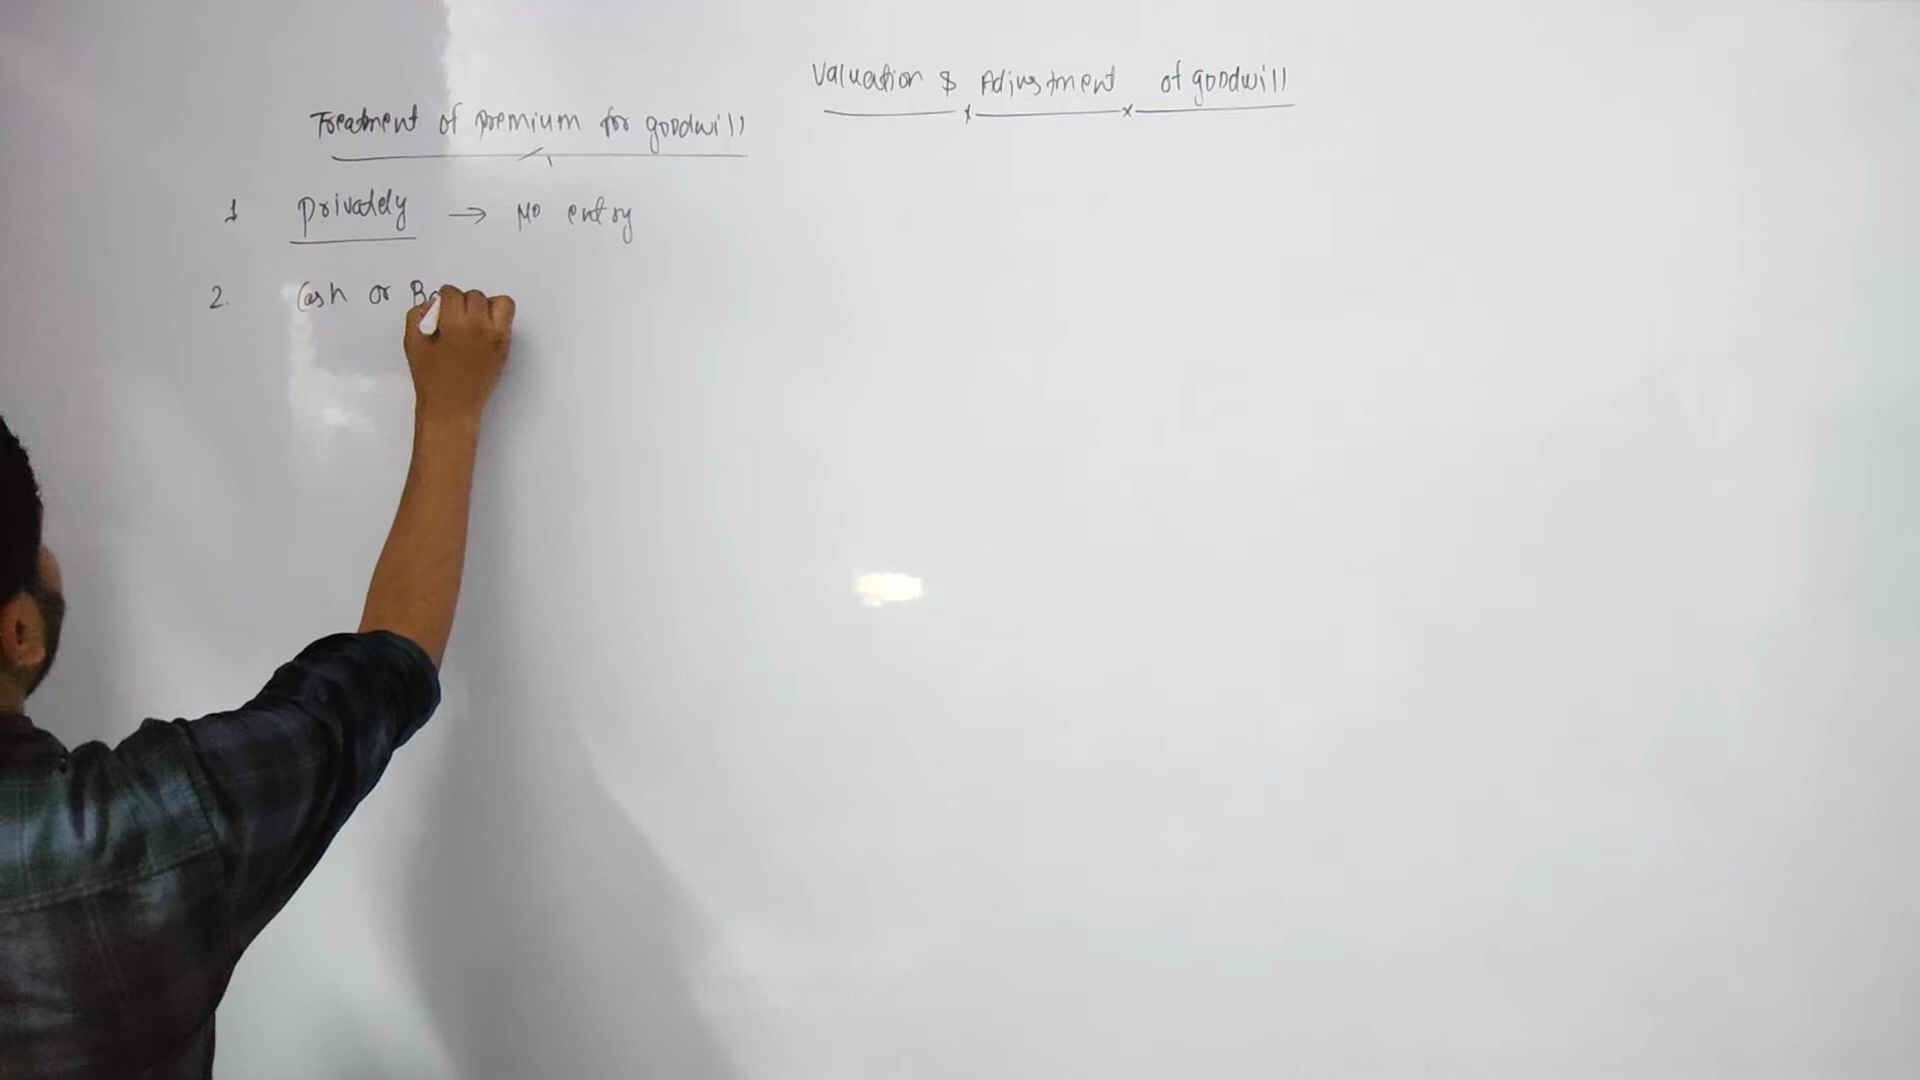 Valuation & Adjustment of goodwill
Treatment of premium for goodwill
1 privately → No entry
2. Cash or